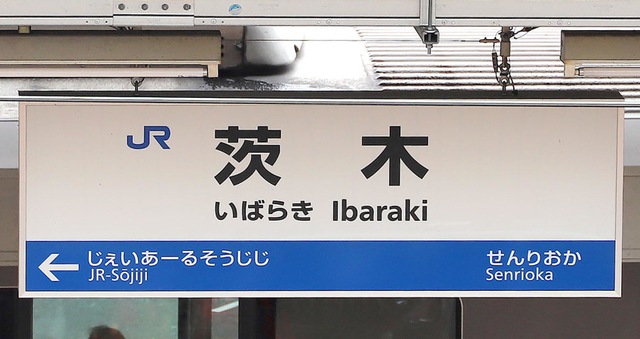 JR 茨木
いばらき Ibaraki
じぇいあーるそうじじ せんりおか
JR-Sōjiji Senrioka